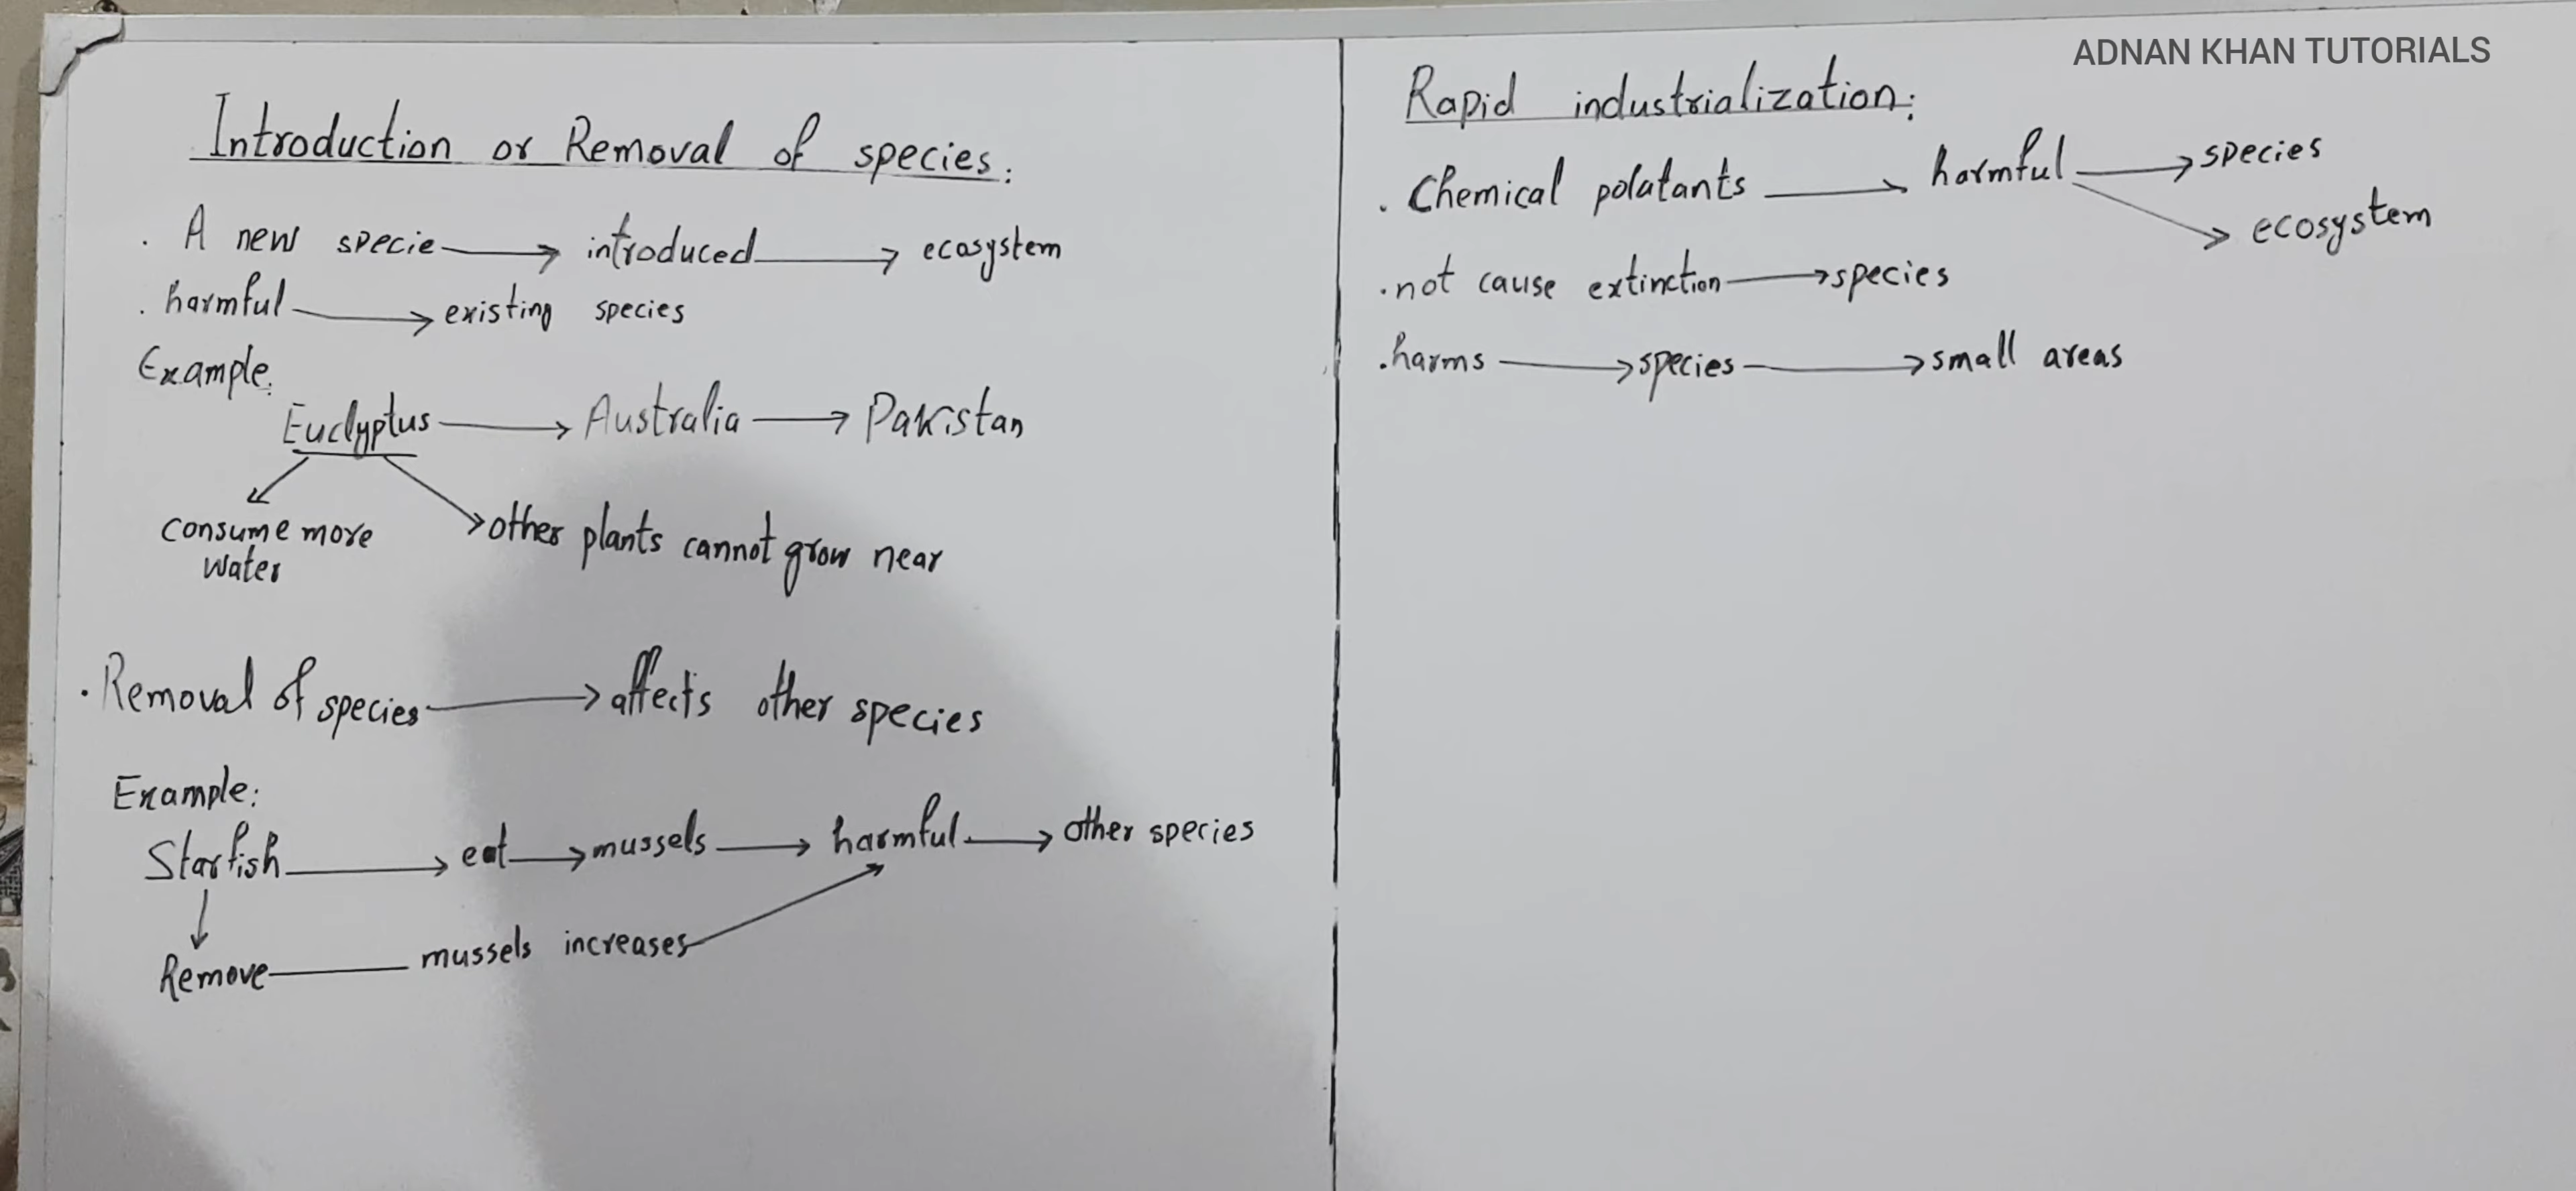 ADNAN KHAN TUTORIALS
Introduction or Removal of species:
. A new specie → introduced → ecosystem
. harmful → existing species
Example:
Euclyptus → Australia → Pakistan
consume more
water
other plants cannot grow near
. Removal of species → affects other species
Example:
Starfish → eat → mussels → harmful → other species
Remove — mussels increases
Rapid industrialization:
. Chemical polutants → harmful → species
→ ecosystem
. not cause extinction → species
. harms → species → small areas